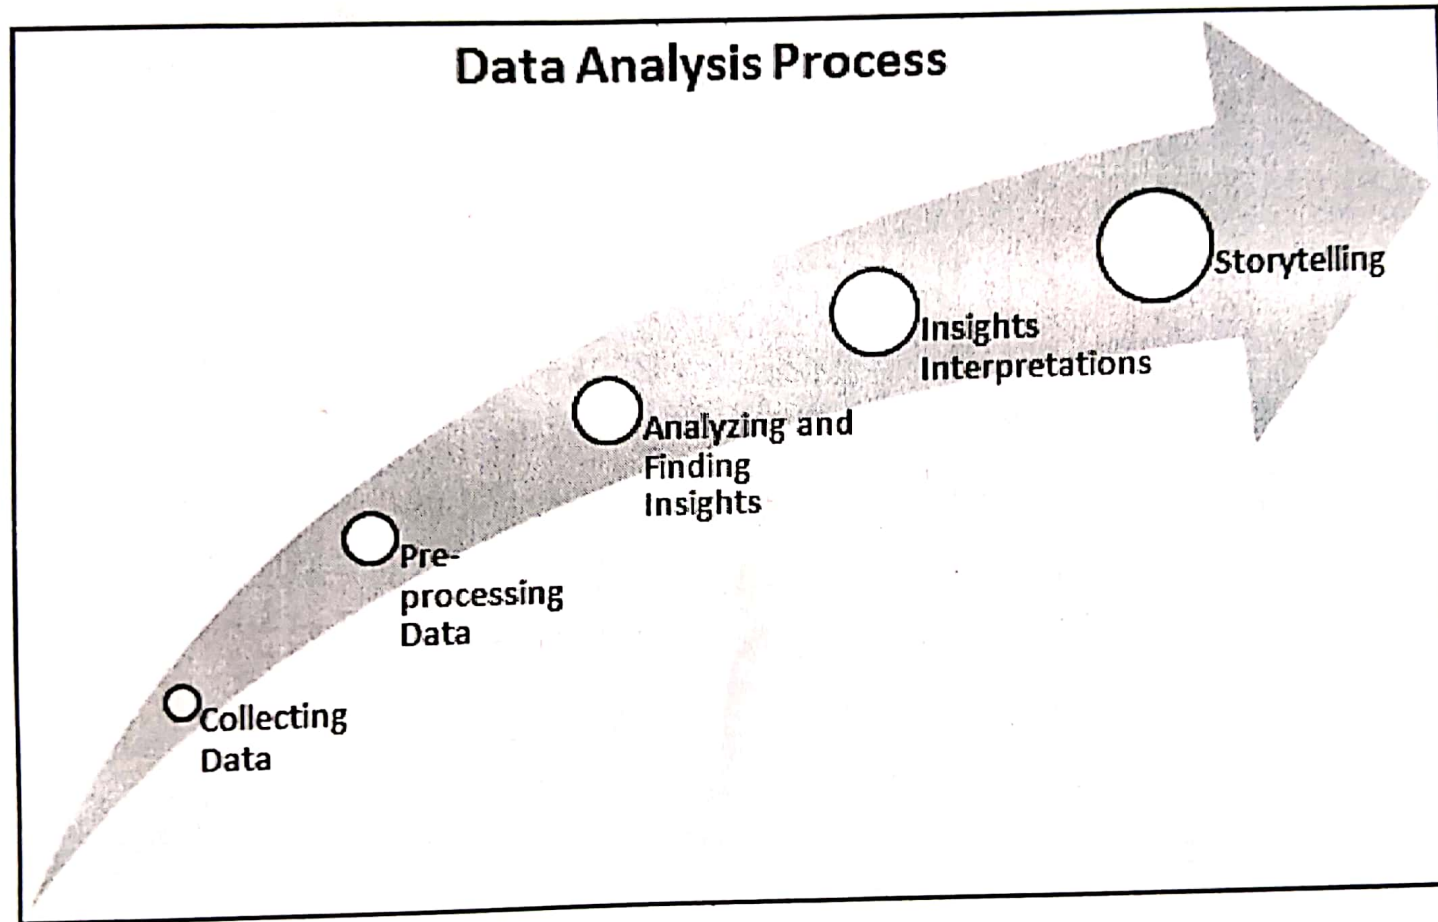 Data Analysis Process
Storytelling
Insights
Interpretations
Analyzing and
Finding
Insights
Pre-
processing
Data
Collecting
Data